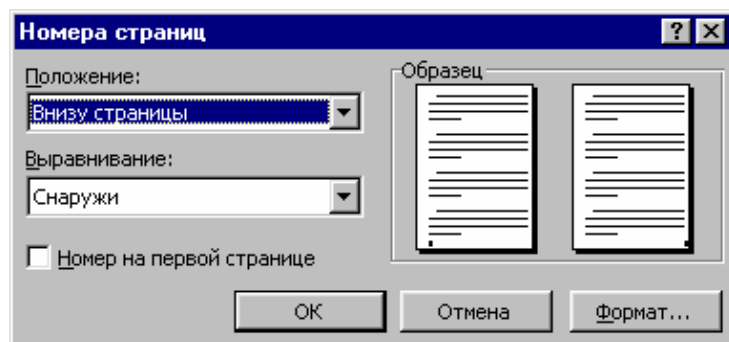 Номера страниц
Положение:
Внизу страницы
Выравнивание:
Снаружи
Номер на первой странице
Образец
ОК
Отмена
Формат...